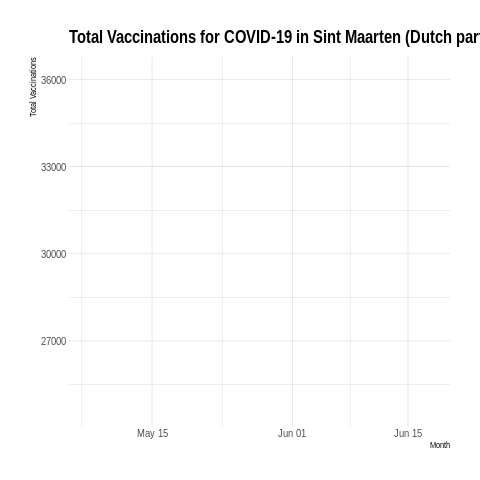 Total Vaccinations for COVID-19 in Sint Maarten (Dutch par
Total Vaccinations
36000
33000
30000
27000
May 15
Jun 01
Jun 15
Month